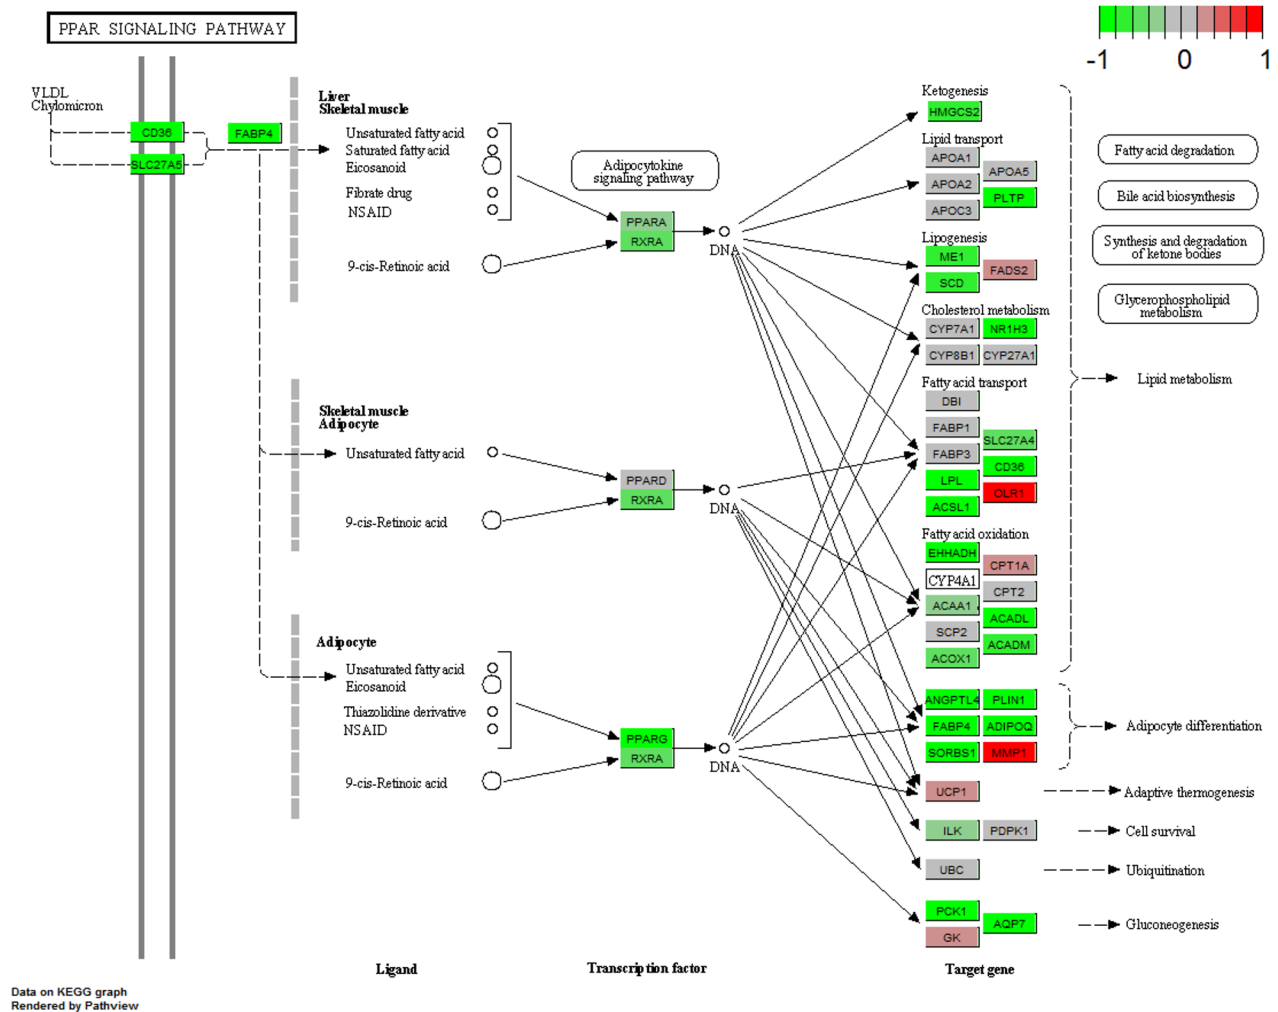 PPAR SIGNALING PATHWAY
-1
0
1
VLDL
Chylomicron
CD36
SLC27A5
FABP4
Liver
Skeletal muscle
Unsaturated fatty acid
Saturated fatty acid
Eicosanoid
Fibrate drug
NSAID
9-cis-Retinoic acid
Adipocytokine
signaling pathway
PPARA
RXRA
DNA
Skeletal muscle
Adipocyte
Unsaturated fatty acid
9-cis-Retinoic acid
PPARD
RXRA
DNA
Adipocyte
Unsaturated fatty acid
Eicosanoid
Thiazolidine derivative
NSAID
9-cis-Retinoic acid
PPARG
RXRA
DNA
Ketogenesis
HMGCS2
Lipid transport
APOA1
APOA5
APOA2
PLTP
APOC3
Lipogenesis
ME1
FADS2
SCD
Cholesterol metabolism
CYP7A1
NR1H3
CYP8B1
CYP27A1
Fatty acid transport
DBI
FABP1
SLC27A4
FABP3
CD36
LPL
OLR1
ACSL1
Fatty acid oxidation
EHHADH
CPT1A
CYP4A1
CPT2
ACAA1
ACADL
SCP2
ACADM
ACOX1
ANGPTL4
PLIN1
FABP4
ADIPOQ
SORBS1
MMP1
UCP1
ILK
PDPK1
UBC
PCK1
AQP7
GK
Fatty acid degradation
Bile acid biosynthesis
Synthesis and degradation
of ketone bodies
Glycerophospholipid
metabolism
Lipid metabolism
Adipocyte differentiation
Adaptive thermogenesis
Cell survival
Ubiquitination
Gluconeogenesis
Ligand
Transcription factor
Target gene
Data on KEGG graph
Rendered by Pathview